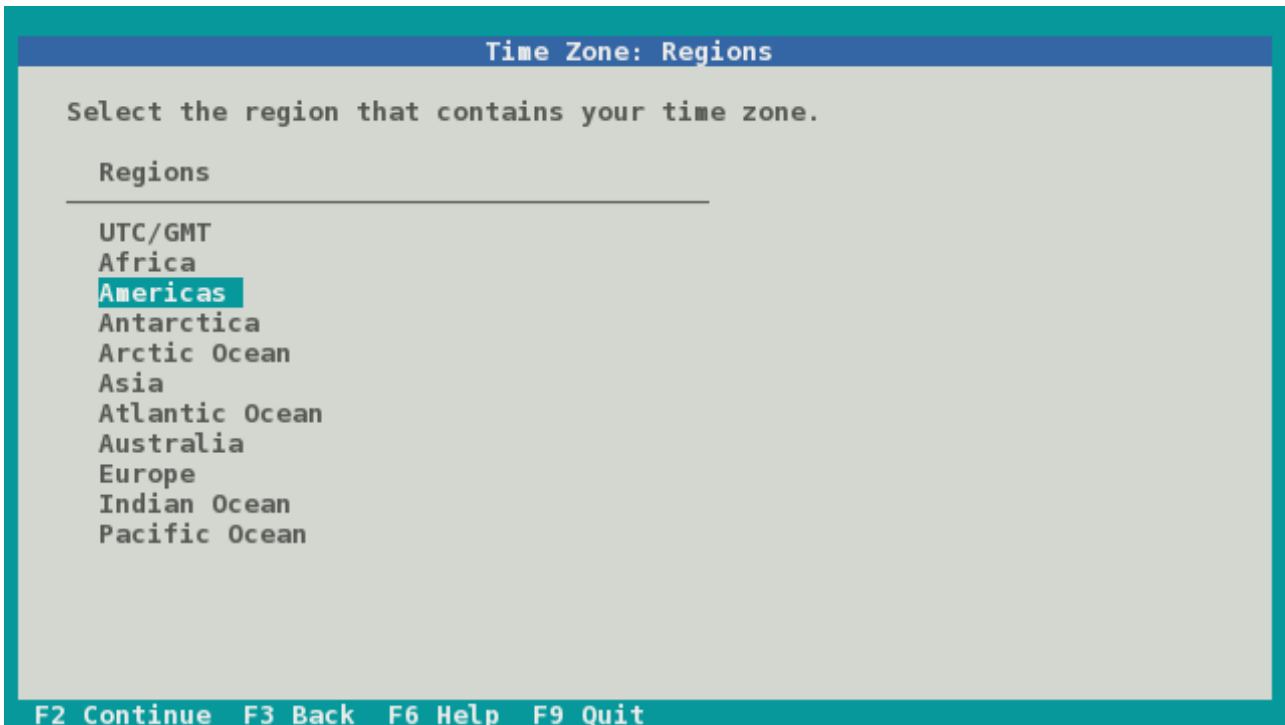 Time Zone: Regions
Select the region that contains your time zone.
Regions
UTC/GMT
Africa
Americas
Antarctica
Arctic Ocean
Asia
Atlantic Ocean
Australia
Europe
Indian Ocean
Pacific Ocean
F2 Continue F3 Back F6 Help F9 Quit